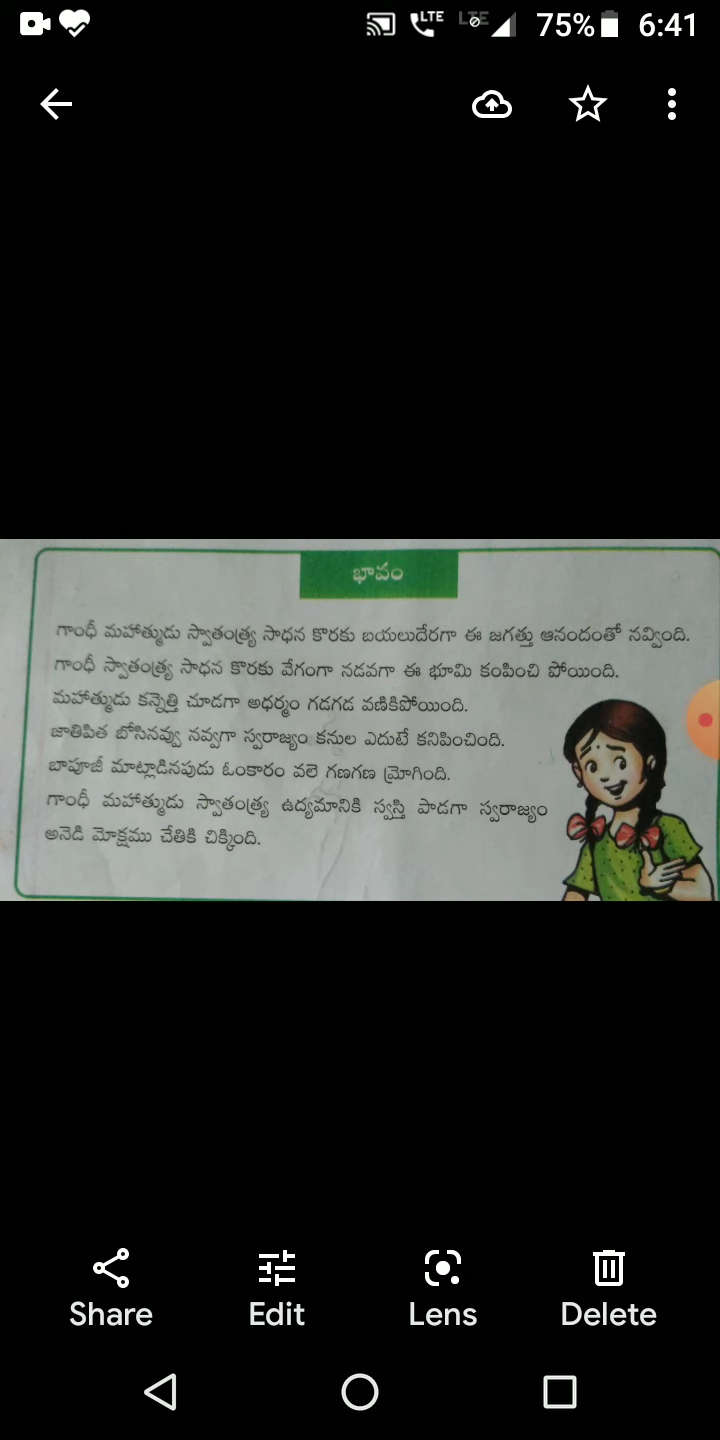 LTE LTE 75% 6:41
భావం
గాంధీ మహాత్ముడు స్వాతంత్ర్య సాధన కొరకు బయలుదేరగా ఈ జగత్తు ఆనందంతో నవ్వింది.
గాంధీ స్వాతంత్ర్య సాధన కొరకు వేగంగా నడవగా ఈ భూమి కంపించి పోయింది.
మహాత్ముడు కన్నెత్తి చూడగా అధర్మం గడగడ వణికిపోయింది.
జాతిపిత బోసినవ్వు నవ్వగా స్వరాజ్యం కనుల ఎదుటే కనిపించింది.
బాపూజీ మాట్లాడినపుడు ఓంకారం వలె గణగణ మ్రోగింది.
గాంధీ మహాత్ముడు స్వాతంత్ర్య ఉద్యమానికి స్వస్తి పాడగా స్వరాజ్యం
అనెడి మోక్షము చేతికి చిక్కింది.
Share Edit Lens Delete